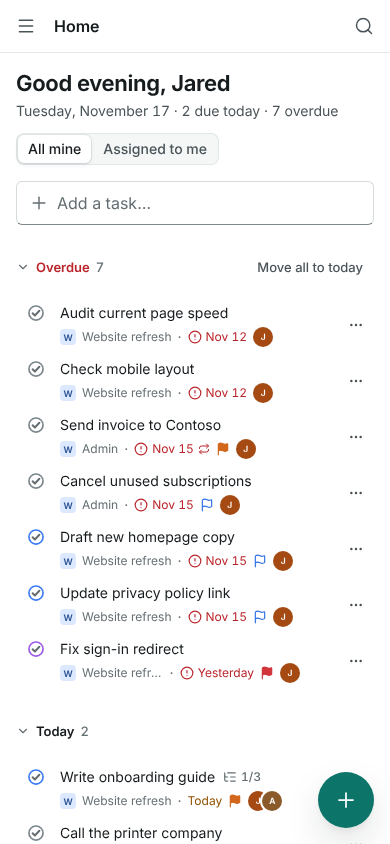 Home
Good evening, Jared
Tuesday, November 17 · 2 due today · 7 overdue
All mine
Assigned to me
Add a task...
Overdue 7
Move all to today
Audit current page speed
W Website refresh · Nov 12 J
Check mobile layout
W Website refresh · Nov 12 J
Send invoice to Contoso
W Admin · Nov 15 J
Cancel unused subscriptions
W Admin · Nov 15 J
Draft new homepage copy
W Website refresh · Nov 15 J
Update privacy policy link
W Website refresh · Nov 15 J
Fix sign-in redirect
W Website refr... · Yesterday J
Today 2
Write onboarding guide 1/3
W Website refresh · Today J A
Call the printer company